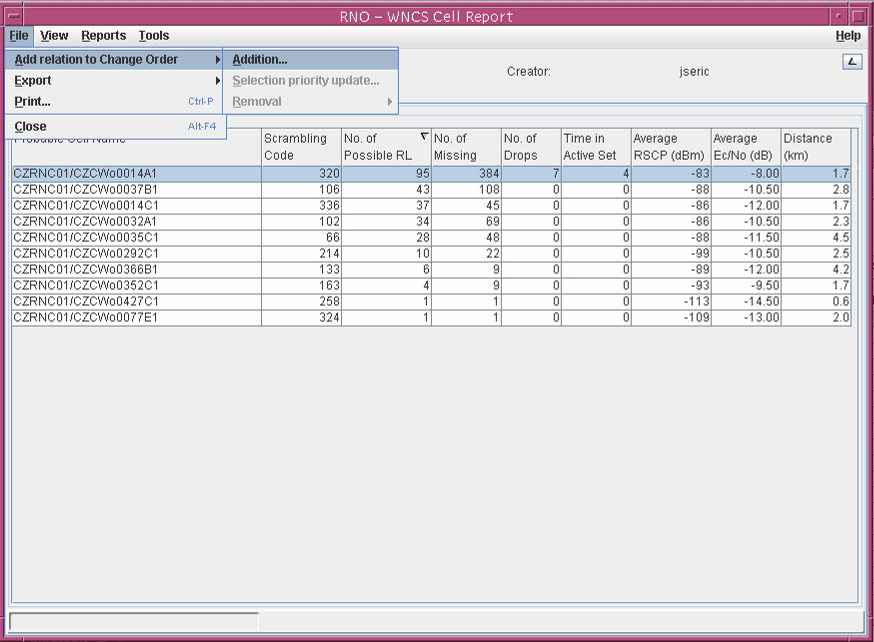 RNO – WNCS Cell Report
File View Reports Tools Help
Add relation to Change Order
Export
Print... Ctrl-P
Close Alt-F4
Addition...
Selection priority update...
Removal
Creator: jseric
Probable Cell Name Scrambling Code No. of Possible RL No. of Missing No. of Drops Time in Active Set Average RSCP (dBm) Average Ec/No (dB) Distance (km)
CZRNC01/CZCWo0014A1 320 95 384 7 4 -83 -8.00 1.7
CZRNC01/CZCWo0037B1 106 43 108 0 0 -88 -10.50 2.8
CZRNC01/CZCWo0014C1 336 37 45 0 0 -86 -12.00 1.7
CZRNC01/CZCWo0032A1 102 34 69 0 0 -86 -10.50 2.3
CZRNC01/CZCWo0035C1 66 28 48 0 0 -88 -11.50 4.5
CZRNC01/CZCWo0292C1 214 10 22 0 0 -99 -10.50 2.5
CZRNC01/CZCWo0366B1 133 6 9 0 0 -89 -12.00 4.2
CZRNC01/CZCWo0352C1 163 4 9 0 0 -93 -9.50 1.7
CZRNC01/CZCWo0427C1 258 1 1 0 0 -113 -14.50 0.6
CZRNC01/CZCWo0077E1 324 1 1 0 0 -109 -13.00 2.0